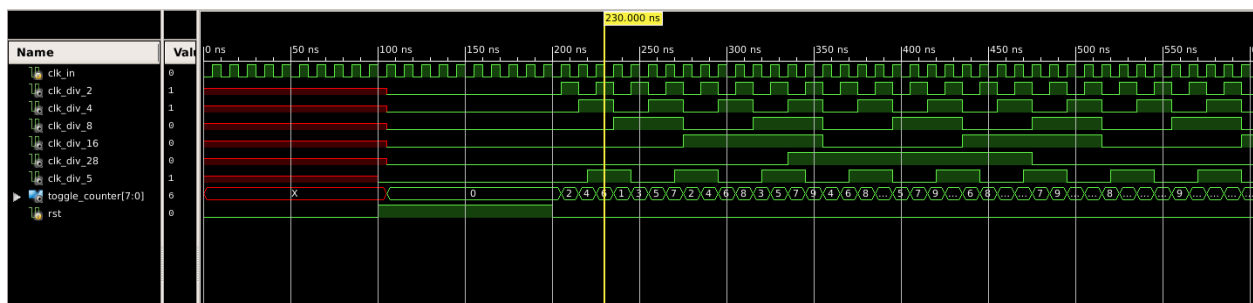 230.000 ns
Name Valu 0 ns 50 ns 100 ns 150 ns 200 ns 250 ns 300 ns 350 ns 400 ns 450 ns 500 ns 550 ns
clk_in 0
clk_div_2 1
clk_div_4 1
clk_div_8 0
clk_div_16 0
clk_div_28 0
clk_div_5 1
toggle_counter[7:0] 6 X 0 2 4 6 1 3 5 7 2 4 6 8 3 5 7 9 4 6 8 ... 5 7 9 ... 6 8 ... ... 7 9 ... ... 8 ... ... ... 9 ... ... ...
rst 0